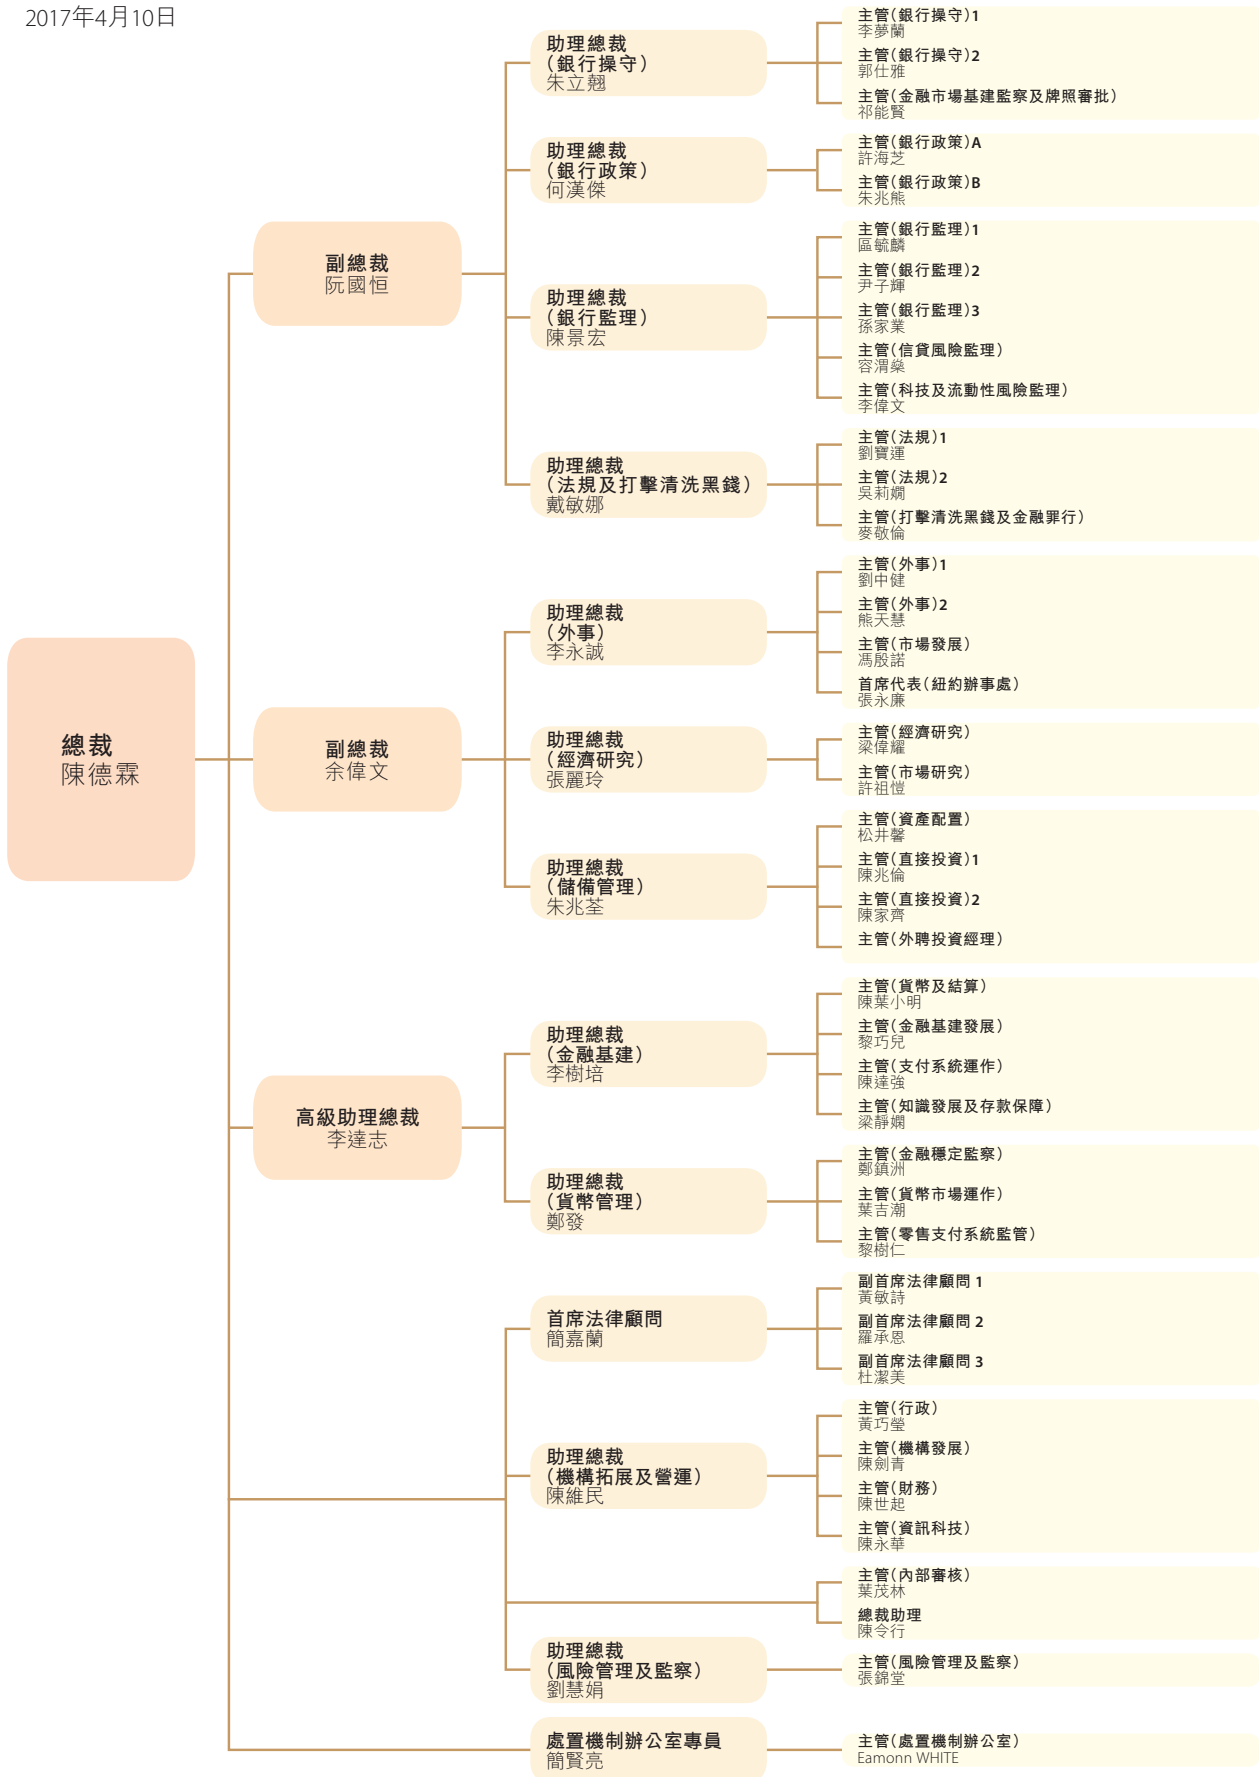 2017年4月10日
總裁
陳德霖
副總裁
阮國恒
助理總裁
（銀行操守）
朱立翹
主管（銀行操守）1
李夢蘭
主管（銀行操守）2
郭仕雅
主管（金融市場基建監察及牌照審批）
祁能賢
助理總裁
（銀行政策）
何漢傑
主管（銀行政策）A
許海芝
主管（銀行政策）B
朱兆熊
助理總裁
（銀行監理）
陳景宏
主管（銀行監理）1
區毓麟
主管（銀行監理）2
尹子輝
主管（銀行監理）3
孫家業
主管（信貸風險監理）
容渭燊
主管（科技及流動性風險監理）
李偉文
助理總裁
（法規及打擊清洗黑錢）
戴敏娜
主管（法規）1
劉寶運
主管（法規）2
吳莉嫻
主管（打擊清洗黑錢及金融罪行）
麥敬倫
副總裁
余偉文
助理總裁
（外事）
李永誠
主管（外事）1
劉中健
主管（外事）2
熊天慧
主管（市場發展）
馮殷諾
首席代表（紐約辦事處）
張永廉
助理總裁
（經濟研究）
張麗玲
主管（經濟研究）
梁偉耀
主管（市場研究）
許祖愷
助理總裁
（儲備管理）
朱兆荃
主管（資產配置）
松井馨
主管（直接投資）1
陳兆倫
主管（直接投資）2
陳家齊
主管（外聘投資經理）
高級助理總裁
李達志
助理總裁
（金融基建）
李樹培
主管（貨幣及結算）
陳葉小明
主管（金融基建發展）
黎巧兒
主管（支付系統運作）
陳達強
主管（知識發展及存款保障）
梁靜嫻
助理總裁
（貨幣管理）
鄭發
主管（金融穩定監察）
鄭鎮洲
主管（貨幣市場運作）
葉吉潮
主管（零售支付系統監管）
黎樹仁
首席法律顧問
簡嘉蘭
副首席法律顧問 1
黃敏詩
副首席法律顧問 2
羅承恩
副首席法律顧問 3
杜潔美
助理總裁
（機構拓展及營運）
陳維民
主管（行政）
黃巧瑩
主管（機構發展）
陳劍青
主管（財務）
陳世起
主管（資訊科技）
陳永華
主管（內部審核）
葉茂林
總裁助理
陳令行
助理總裁
（風險管理及監察）
劉慧娟
主管（風險管理及監察）
張錦堂
處置機制辦公室專員
簡賢亮
主管（處置機制辦公室）
Eamonn WHITE